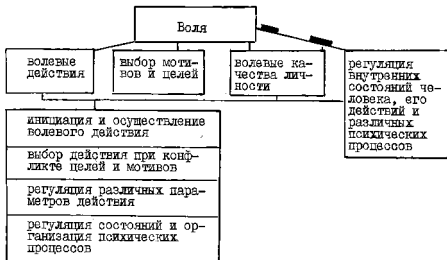 Воля
волевые
действия
выбор моти-
вов и целей
волевые ка-
чества лич-
ности
регуляция
внутренних
состояний че-
ловека, его
действий и
различных
психических
процессов
инициация и осуществление
волевого действия
выбор действия при конф-
ликте целей и мотивов
регуляция различных пара-
метров действия
регуляция состояний и ор-
ганизация психических
процессов